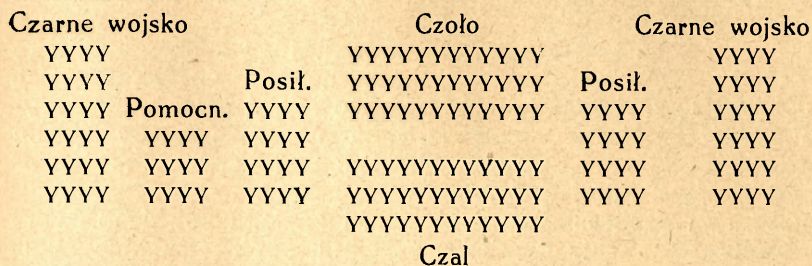 Czarne wojsko Czoło Czarne wojsko
YYYY YYYYYYYYYYYY YYYY
YYYY Posił. YYYYYYYYYYYY Posił. YYYY
YYYY Pomocn. YYYY YYYYYYYYYYYY YYYY YYYY
YYYY YYYY YYYY YYYY YYYY
YYYY YYYY YYYY YYYYYYYYYYYY YYYY YYYY
YYYY YYYY YYYY YYYYYYYYYYYY YYYY YYYY
YYYYYYYYYYYY
Czal